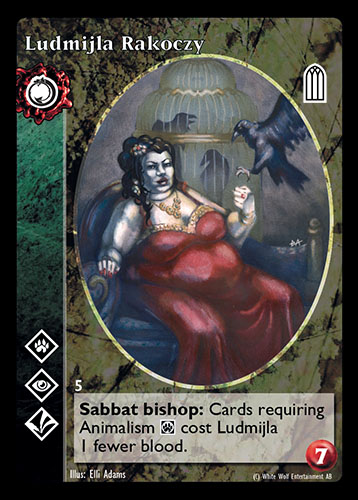 Ludmijla Rakoczy
5
Sabbat bishop: Cards requiring
Animalism cost Ludmijla
1 fewer blood.
7
Illus: Elli Adams
(C) White Wolf Entertainment AB